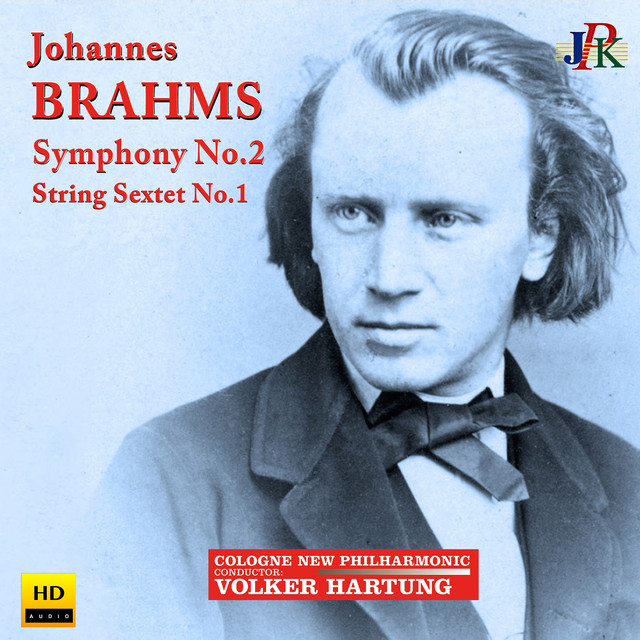 Johannes
BRAHMS
Symphony No.2
String Sextet No.1
JPK
COLOGNE NEW PHILHARMONIC
CONDUCTOR:
VOLKER HARTUNG
HD
AUDIO